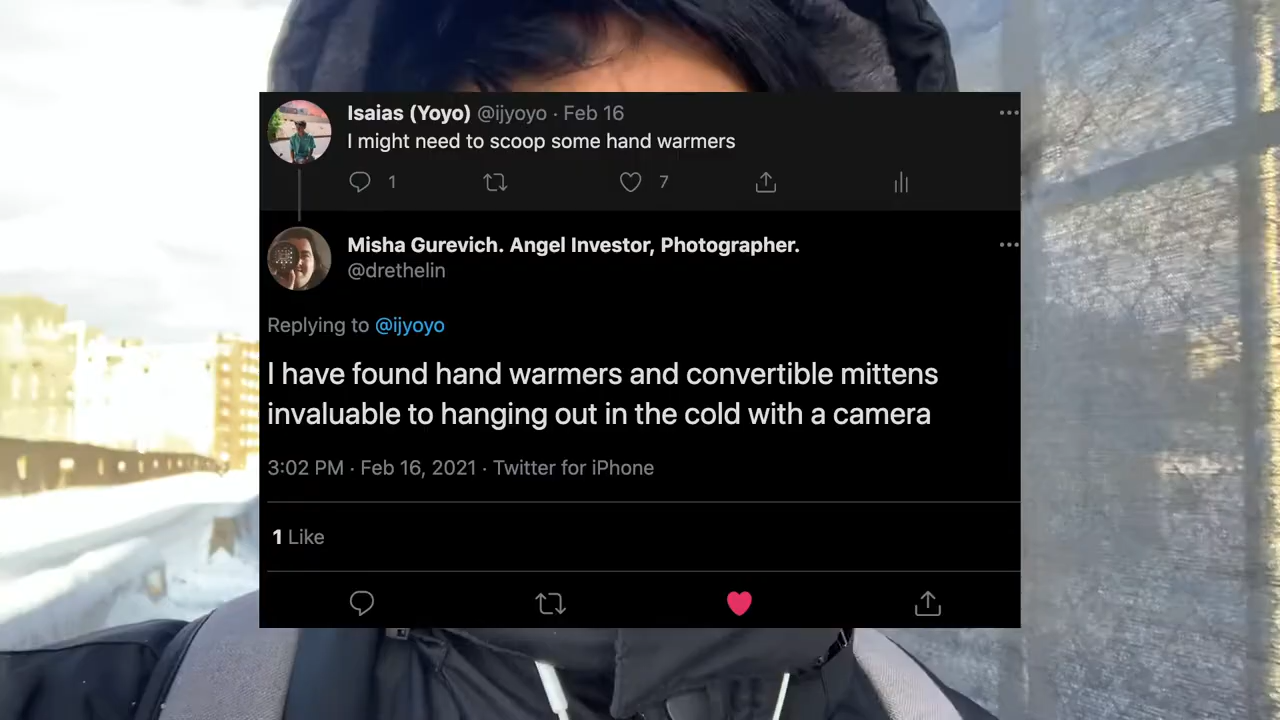 Isaias (Yoyo) @ijyoyo · Feb 16
I might need to scoop some hand warmers
1 7
Misha Gurevich. Angel Investor, Photographer.
@drethelin
Replying to @ijyoyo
I have found hand warmers and convertible mittens
invaluable to hanging out in the cold with a camera
3:02 PM · Feb 16, 2021 · Twitter for iPhone
1 Like